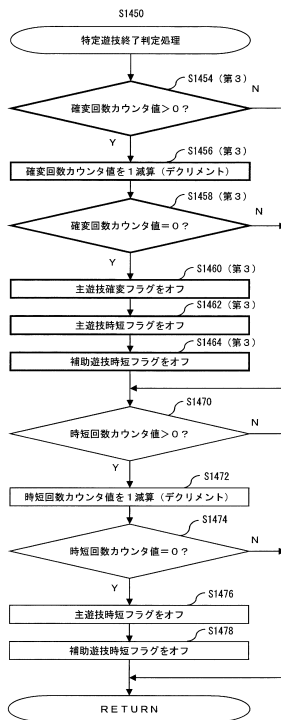 S1450
特定遊技終了判定処理
S1454（第３）
N
確変回数カウンタ値＞０？
Y
S1456（第３）
確変回数カウンタ値を１減算（デクリメント）
S1458（第３）
N
確変回数カウンタ値＝０？
Y
S1460（第３）
主遊技確変フラグをオフ
S1462（第３）
主遊技時短フラグをオフ
S1464（第３）
補助遊技時短フラグをオフ
S1470
時短回数カウンタ値＞０？
N
Y
S1472
時短回数カウンタ値を１減算（デクリメント）
S1474
N
時短回数カウンタ値＝０？
Y
S1476
主遊技時短フラグをオフ
S1478
補助遊技時短フラグをオフ
ＲＥＴＵＲＮ